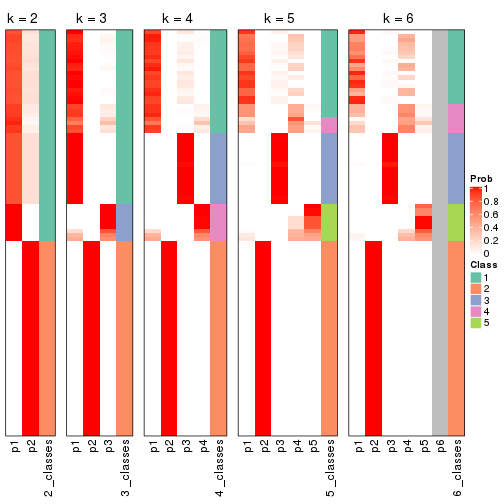 k = 2
k = 3
k = 4
k = 5
k = 6
p1
p2
2_classes
p1
p2
p3
3_classes
p1
p2
p3
p4
4_classes
p1
p2
p3
p4
p5
5_classes
p1
p2
p3
p4
p5
p6
6_classes
Prob
1
0.8
0.6
0.4
0.2
0
Class
1
2
3
4
5